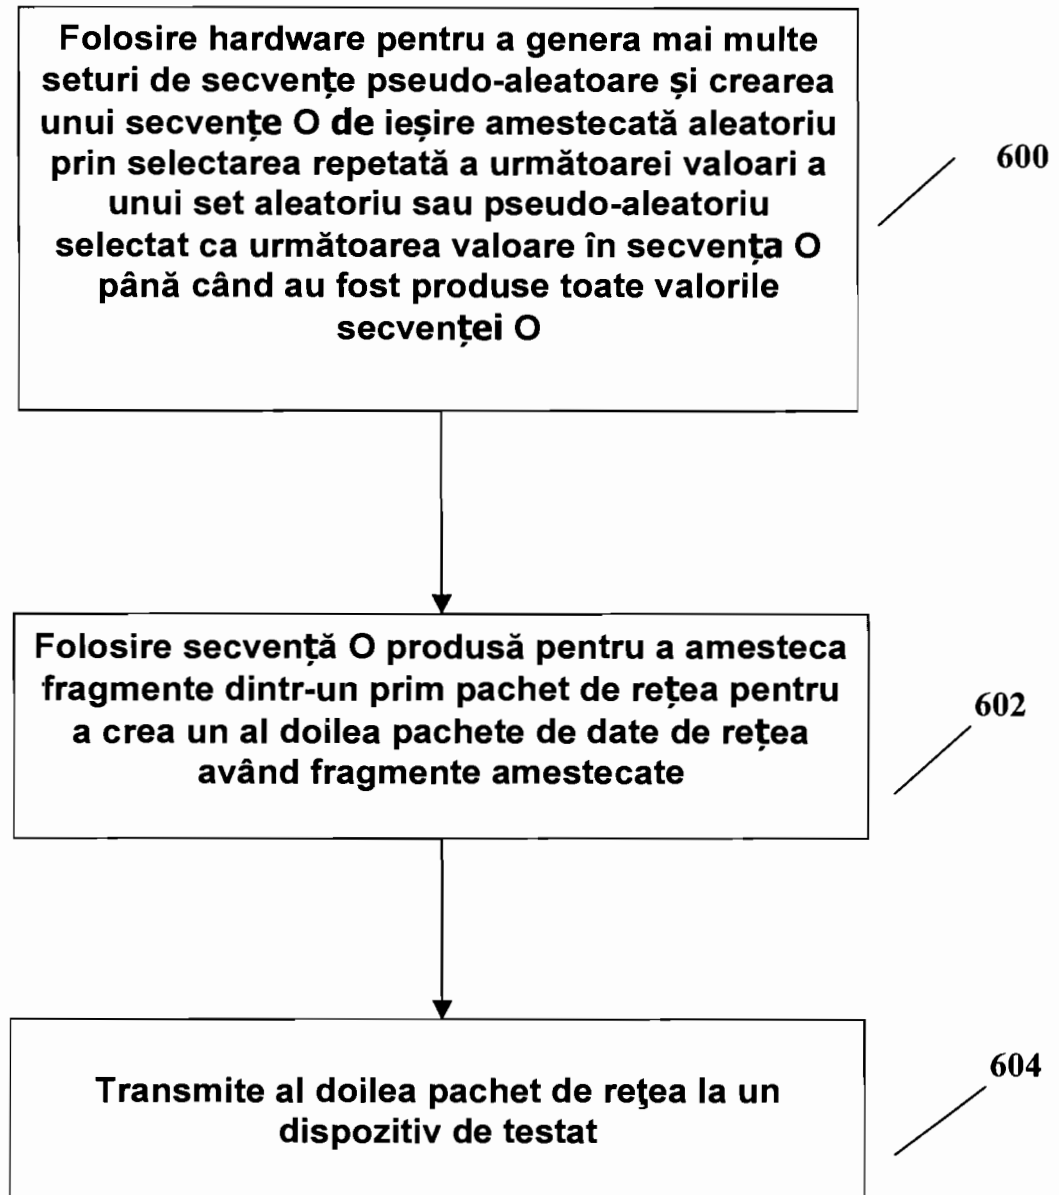 Folosire hardware pentru a genera mai multe
seturi de secvențe pseudo-aleatoare și crearea
unui secvențe O de ieșire amestecată aleatoriu
prin selectarea repetată a următoarei valoari a
unui set aleatoriu sau pseudo-aleatoriu
selectat ca următoarea valoare în secvența O
până când au fost produse toate valorile
secvenței O
600
Folosire secvență O produsă pentru a amesteca
fragmente dintr-un prim pachet de rețea pentru
a crea un al doilea pachete de date de rețea
având fragmente amestecate
602
Transmite al doilea pachet de reţea la un
dispozitiv de testat
604